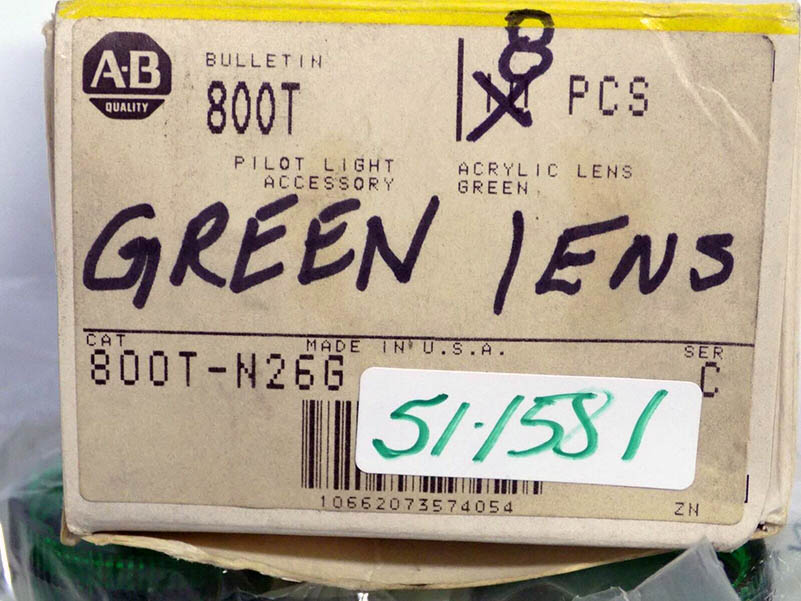 A-B
QUALITY
BULLETIN
800T
8 PCS
PILOT LIGHT
ACCESSORY
ACRYLIC LENS
GREEN
GREEN lENS
CAT
MADE IN U.S.A.
SER
800T-N26G
C
51-1581
10662073574054
ZN